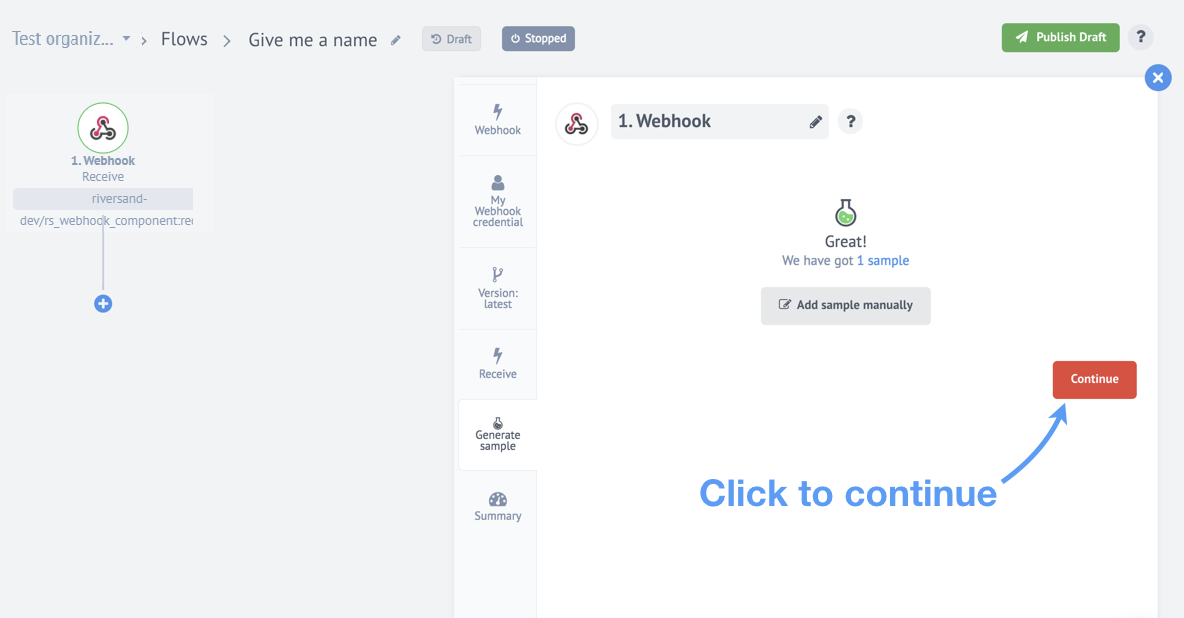 Test organiz... › Flows > Give me a name Draft Stopped Publish Draft ?
1. Webhook
Receive
riversand-
dev/rs_webhook_component:rec
Webhook
My
Webhook
credential
Version:
latest
Receive
Generate
sample
Summary
1. Webhook ?
Great!
We have got 1 sample
Add sample manually
Continue
Click to continue